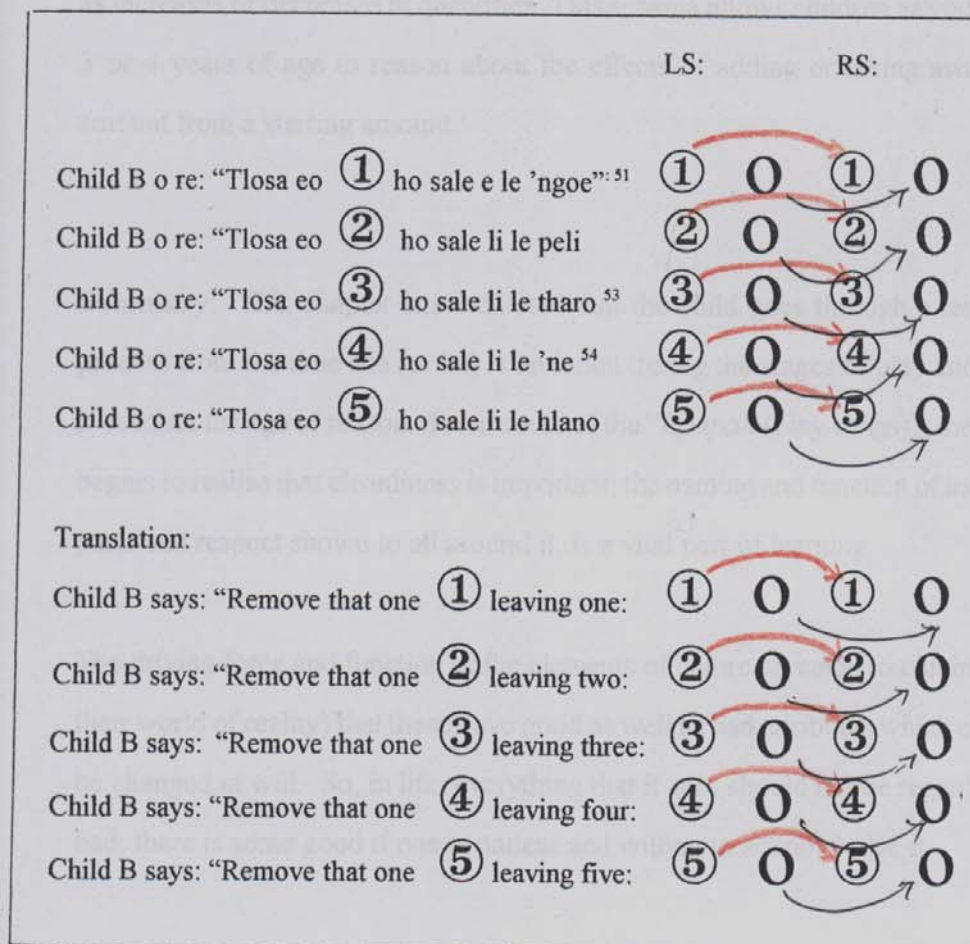 LS: RS:
Child B o re: “Tlosa eo ① ho sale e le ’ngoe”: 51 ① O ① O
Child B o re: “Tlosa eo ② ho sale li le peli ② O ② O
Child B o re: “Tlosa eo ③ ho sale li le tharo 53 ③ O ③ O
Child B o re: “Tlosa eo ④ ho sale li le ’ne 54 ④ O ④ O
Child B o re: “Tlosa eo ⑤ ho sale li le hlano ⑤ O ⑤ O
Translation:
Child B says: “Remove that one ① leaving one: ① O ① O
Child B says: “Remove that one ② leaving two: ② O ② O
Child B says: “Remove that one ③ leaving three: ③ O ③ O
Child B says: “Remove that one ④ leaving four: ④ O ④ O
Child B says: “Remove that one ⑤ leaving five: ⑤ O ⑤ O